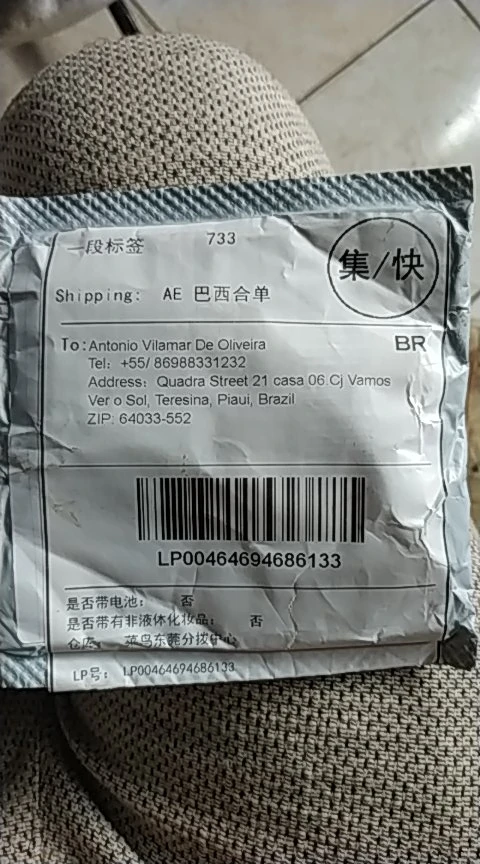 一段标签 733
集/快
Shipping: AE 巴西合单
To: Antonio Vilamar De Oliveira BR
Tel: +55/ 86988331232
Address: Quadra Street 21 casa 06 Cj Vamos
Ver o Sol, Teresina, Piaui, Brazil
ZIP: 64033-552
LP00464694686133
是否带电池: 否
是否带有非液体化妆品: 否
仓库: 菜鸟东莞分拨中心
LP号: LP00464694686133